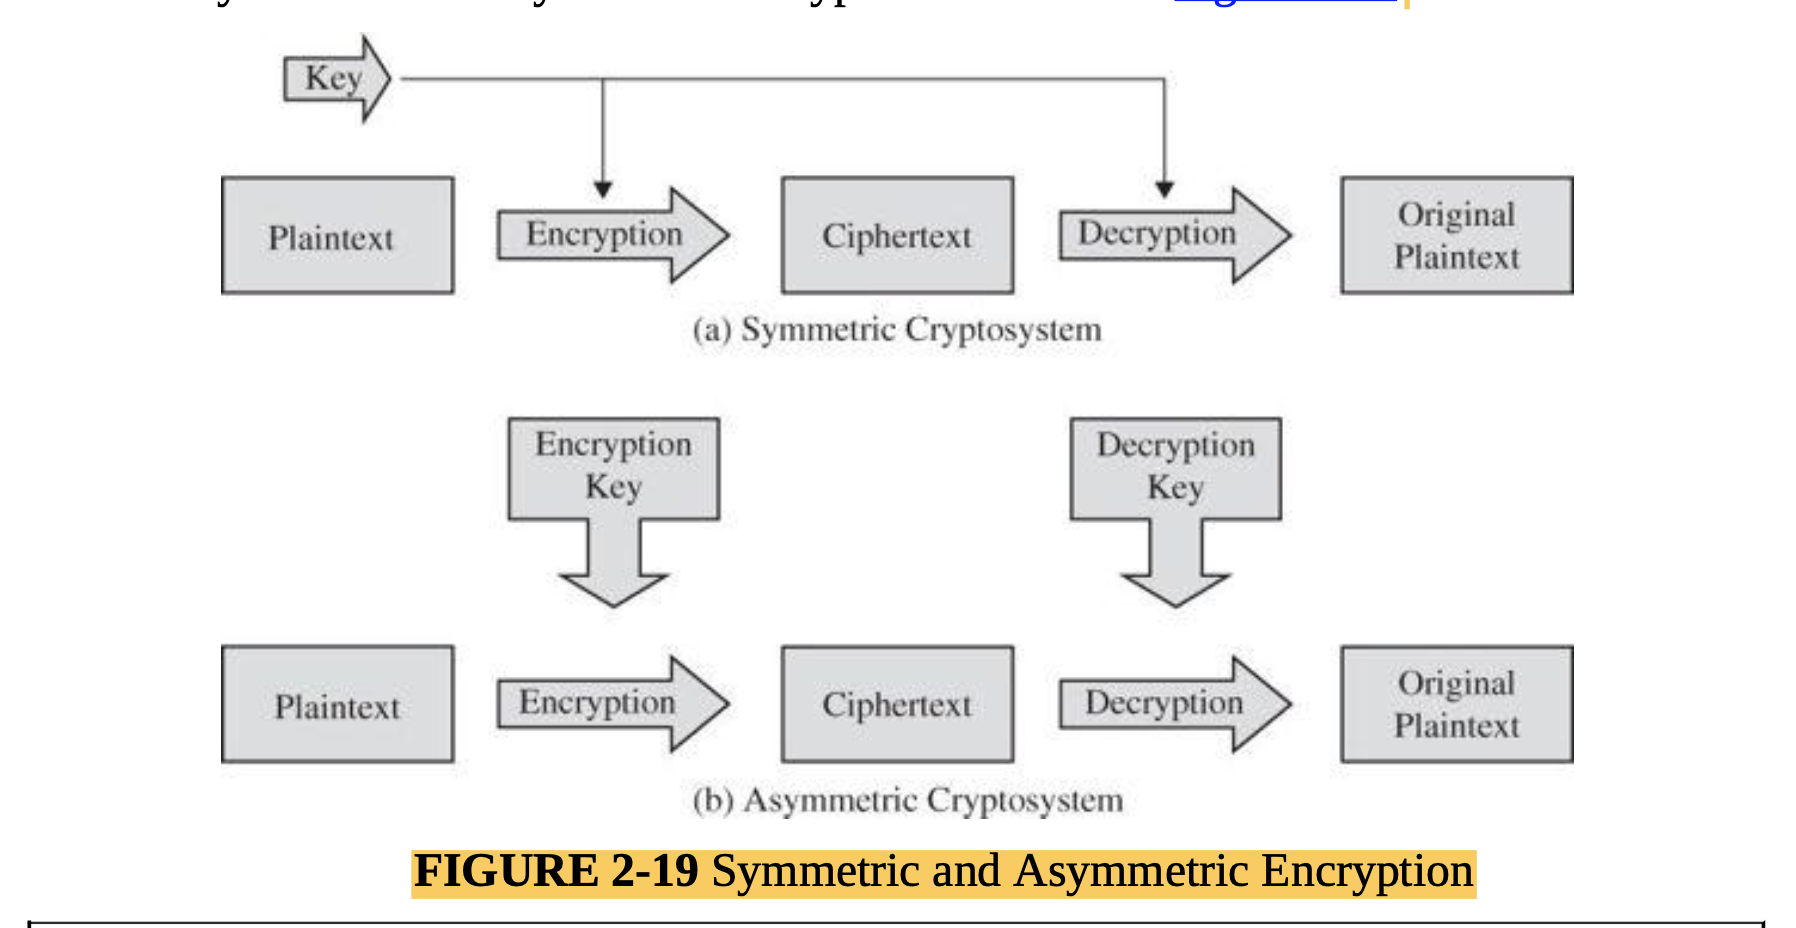 Key
Plaintext
Encryption
Ciphertext
Decryption
Original
Plaintext
(a) Symmetric Cryptosystem
Encryption
Key
Decryption
Key
Plaintext
Encryption
Ciphertext
Decryption
Original
Plaintext
(b) Asymmetric Cryptosystem
FIGURE 2-19 Symmetric and Asymmetric Encryption